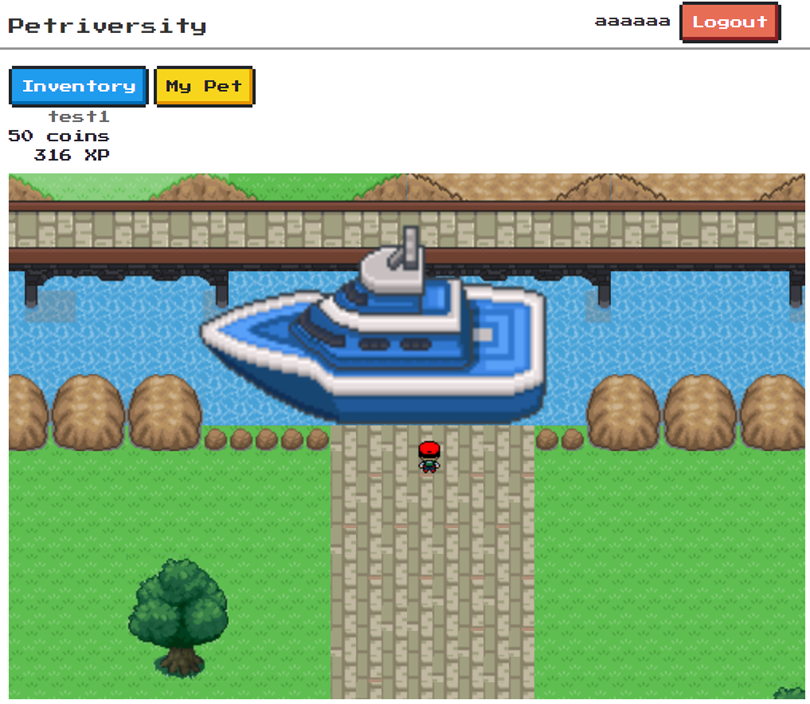 Petriversity
aaaaaa
Logout
Inventory
My Pet
test1
50 coins
316 XP